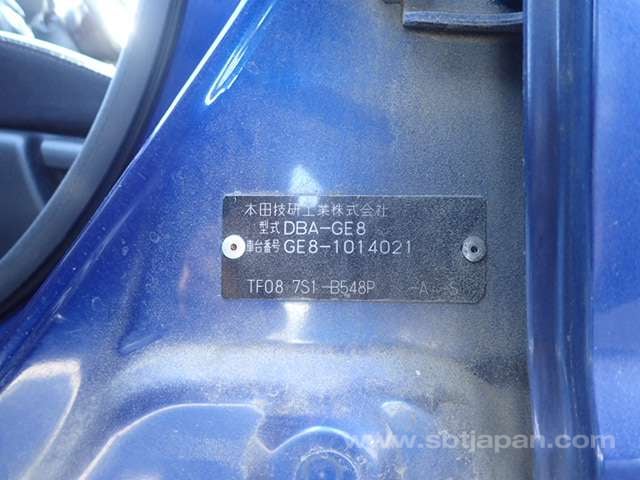 本田技研工業株式会社
型式 DBA-GE8
車台番号 GE8-1014021
TF08 7S1 -B548P -A -S
www.sbtjapan.com